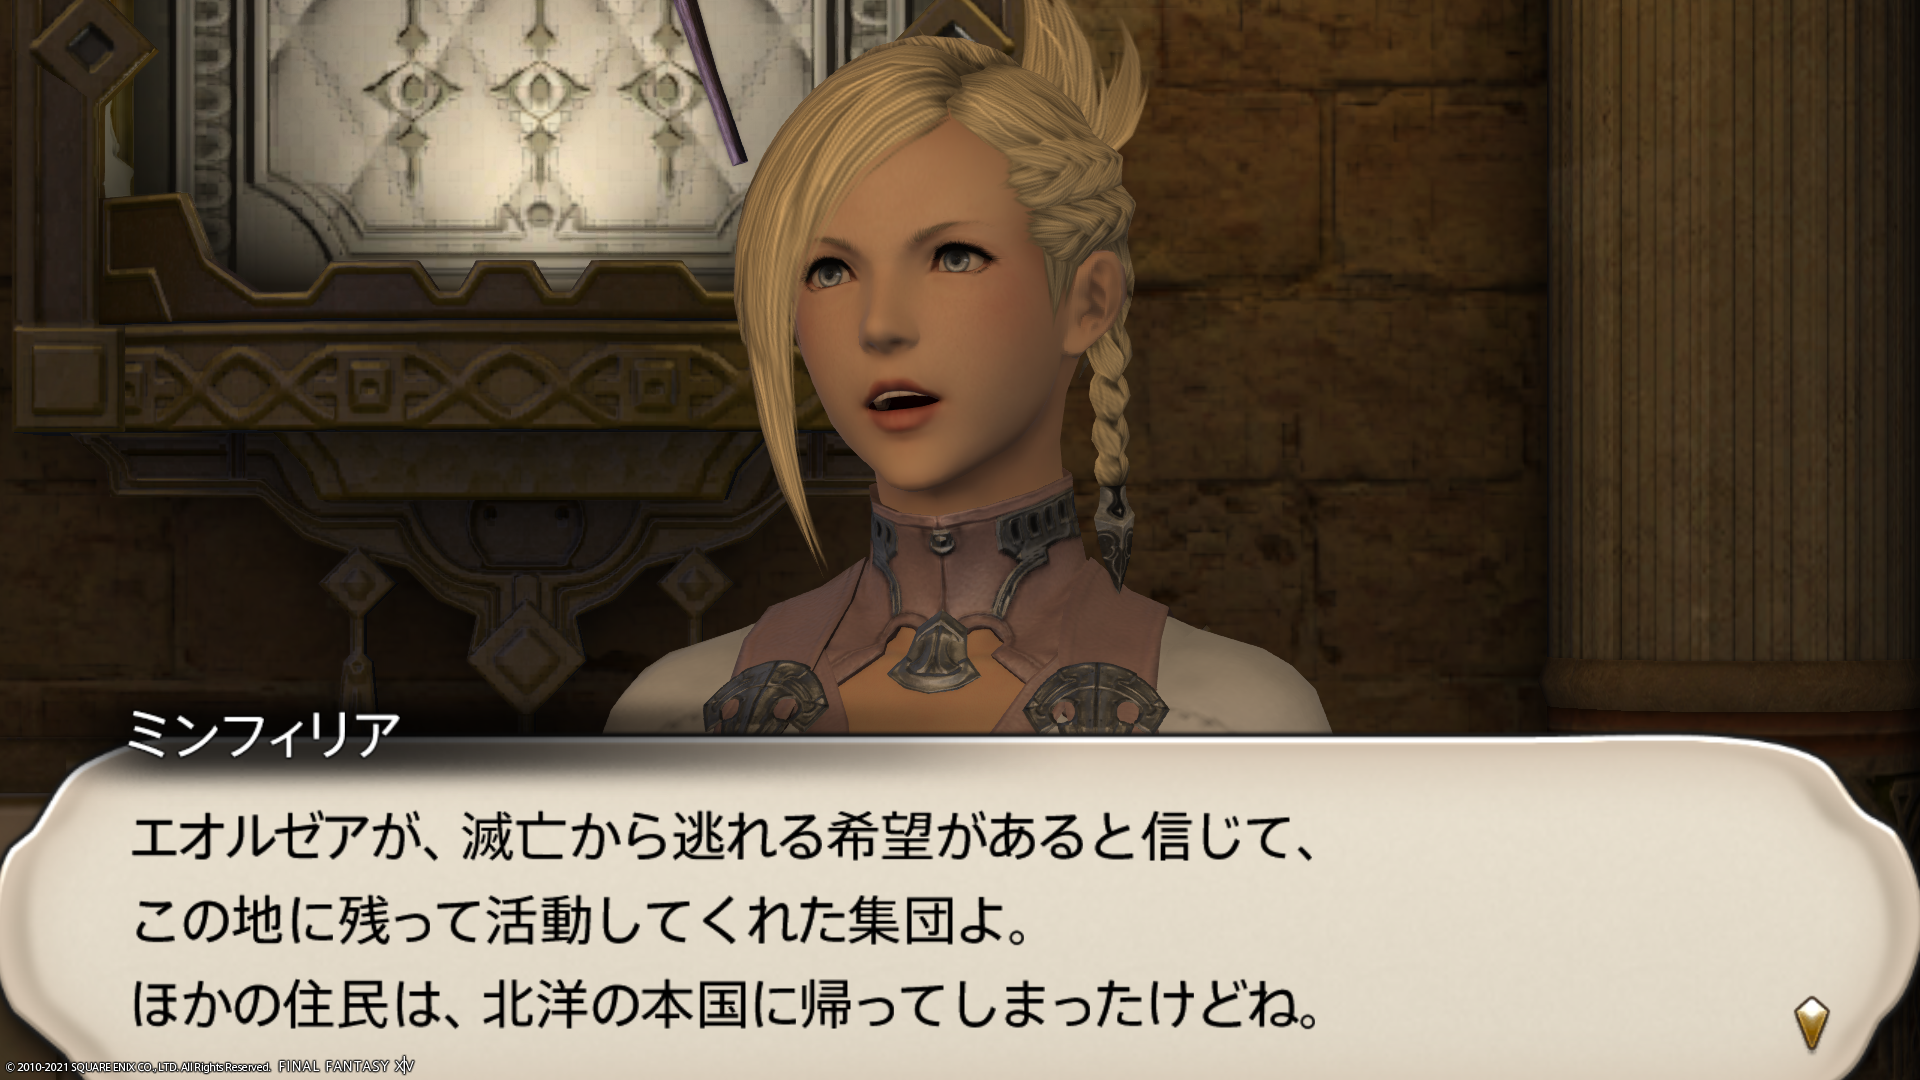 ミンフィリア
エオルゼアが、滅亡から逃れる希望があると信じて、
この地に残って活動してくれた集団よ。
ほかの住民は、北洋の本国に帰ってしまったけどね。
© 2010-2021 SQUARE ENIX CO., LTD. All Rights Reserved. FINAL FANTASY XIV